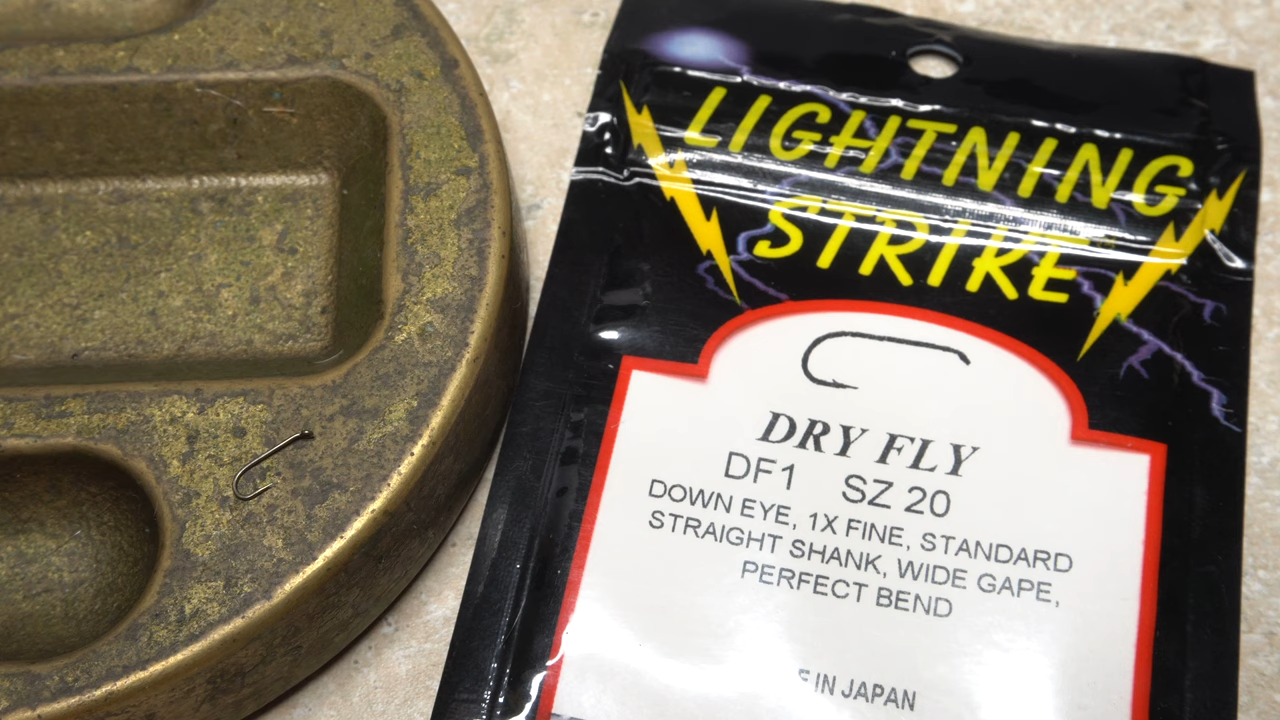 LIGHTNING
STRIKE
DRY FLY
DF1 SZ 20
DOWN EYE, 1X FINE, STANDARD
STRAIGHT SHANK, WIDE GAPE,
PERFECT BEND
IN JAPAN